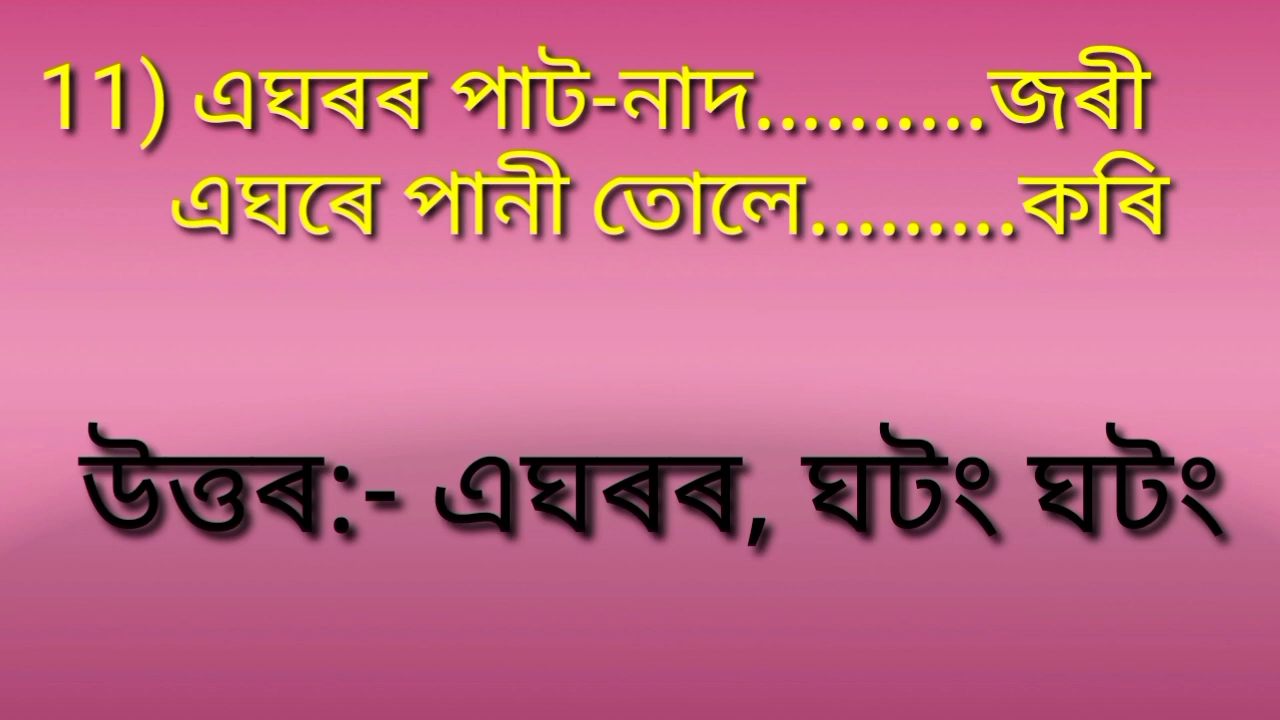 11) এঘৰৰ পাট-নাদ..........জৰী
এঘৰে পানী তোলে.........কৰি
উত্তৰ:- এঘৰৰ, ঘটং ঘটং